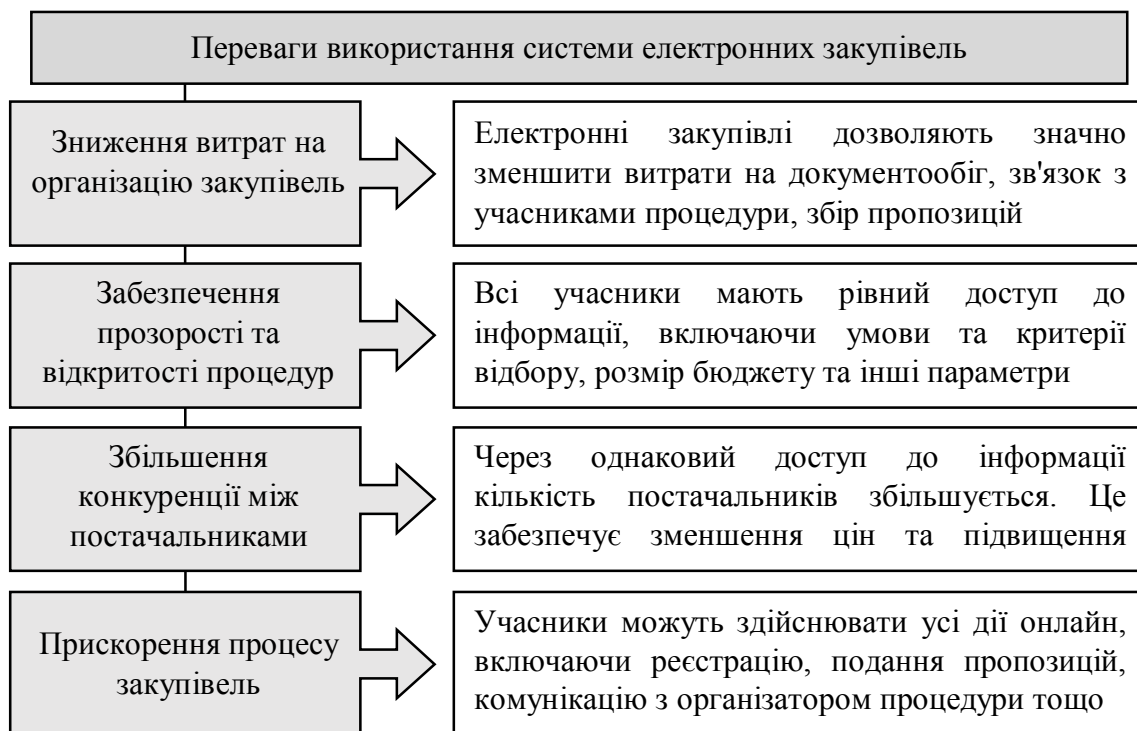 Переваги використання системи електронних закупівель
Зниження витрат на
організацію закупівель
Електронні закупівлі дозволяють значно
зменшити витрати на документообіг, зв'язок з
учасниками процедури, збір пропозицій
Забезпечення
прозорості та
відкритості процедур
Всі учасники мають рівний доступ до
інформації, включаючи умови та критерії
відбору, розмір бюджету та інші параметри
Збільшення
конкуренції між
постачальниками
Через однаковий доступ до інформації
кількість постачальників збільшується. Це
забезпечує зменшення цін та підвищення
Прискорення процесу
закупівель
Учасники можуть здійснювати усі дії онлайн,
включаючи реєстрацію, подання пропозицій,
комунікацію з організатором процедури тощо